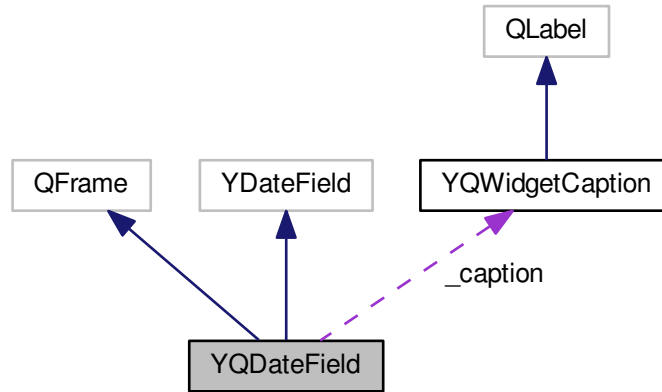 QLabel
QFrame
YDateField
YQWidgetCaption
_caption
YQDateField